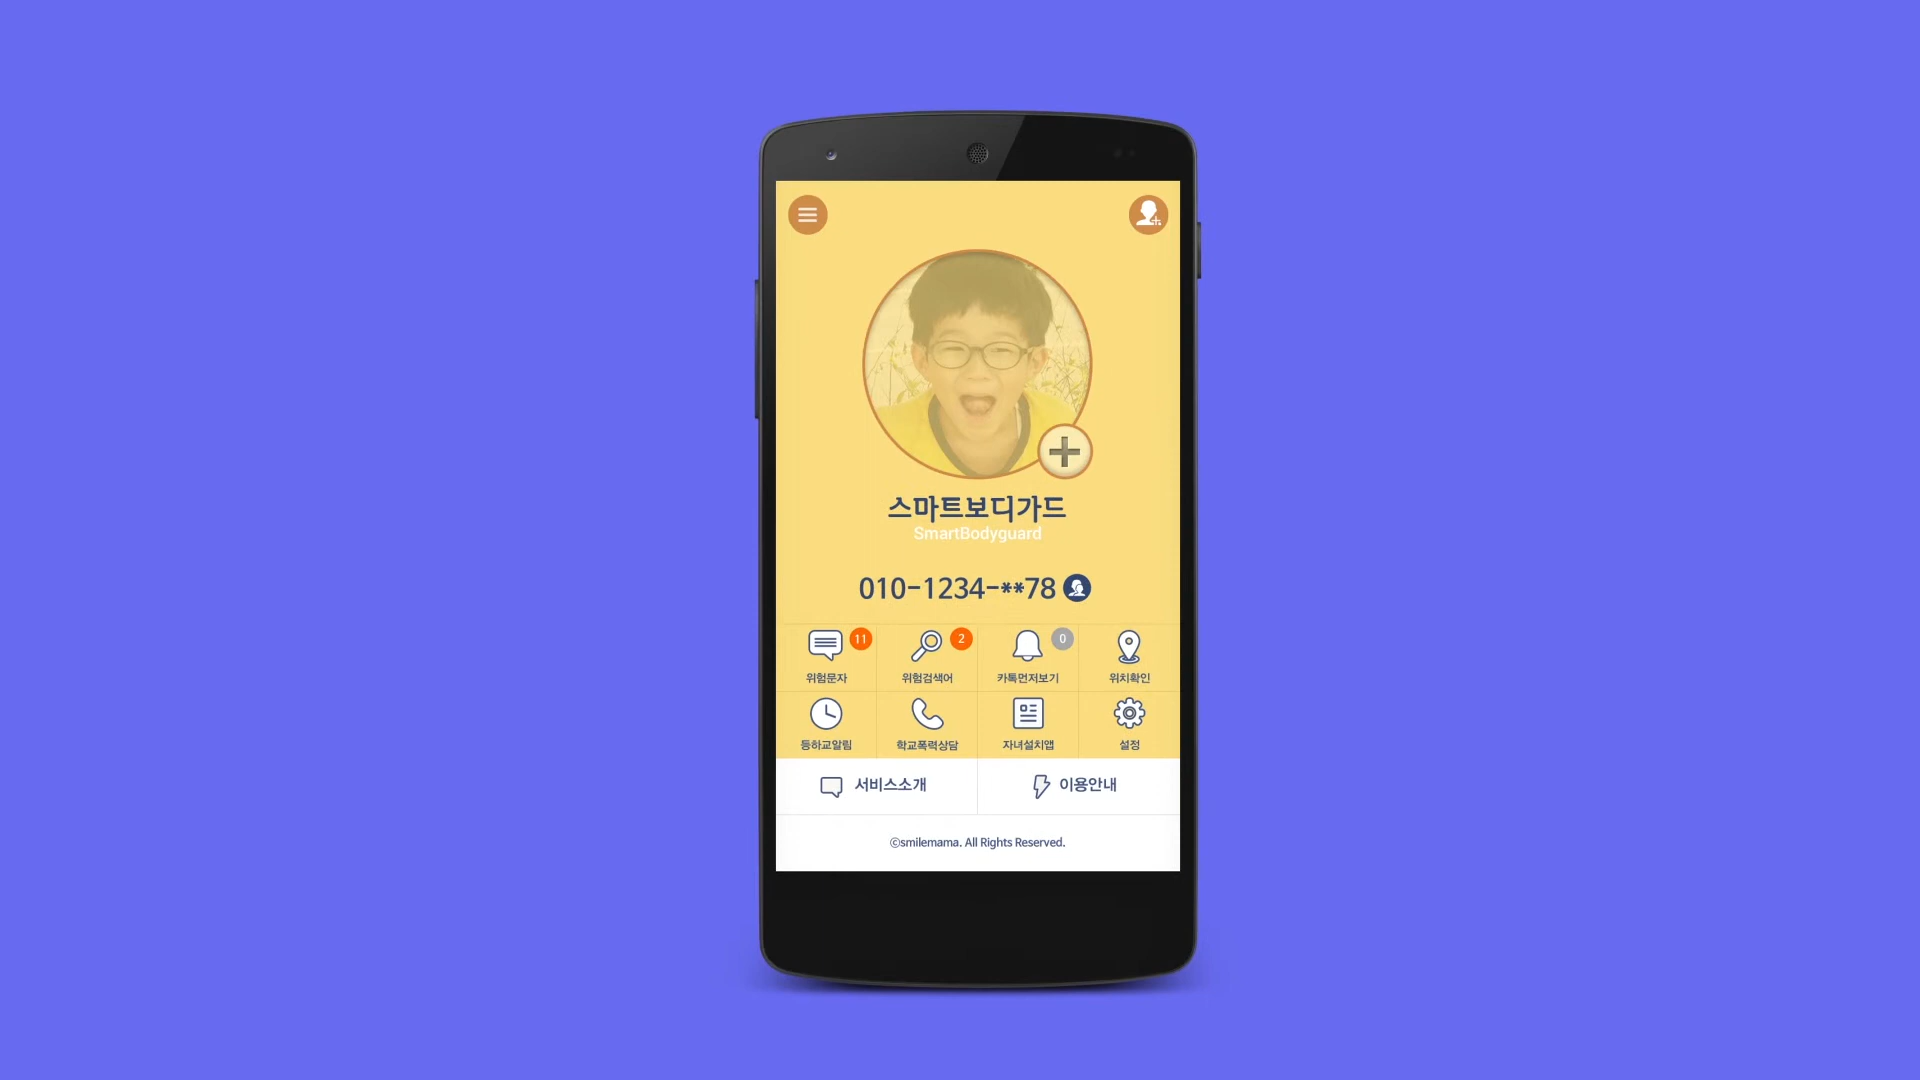 스마트보디가드
SmartBodyguard
010-1234-**78
11
2
0
위험문자
위험검색어
카톡먼저보기
위치확인
등하교알림
학교폭력상담
자녀설치앱
설정
서비스소개
이용안내
ⓒsmilemama. All Rights Reserved.